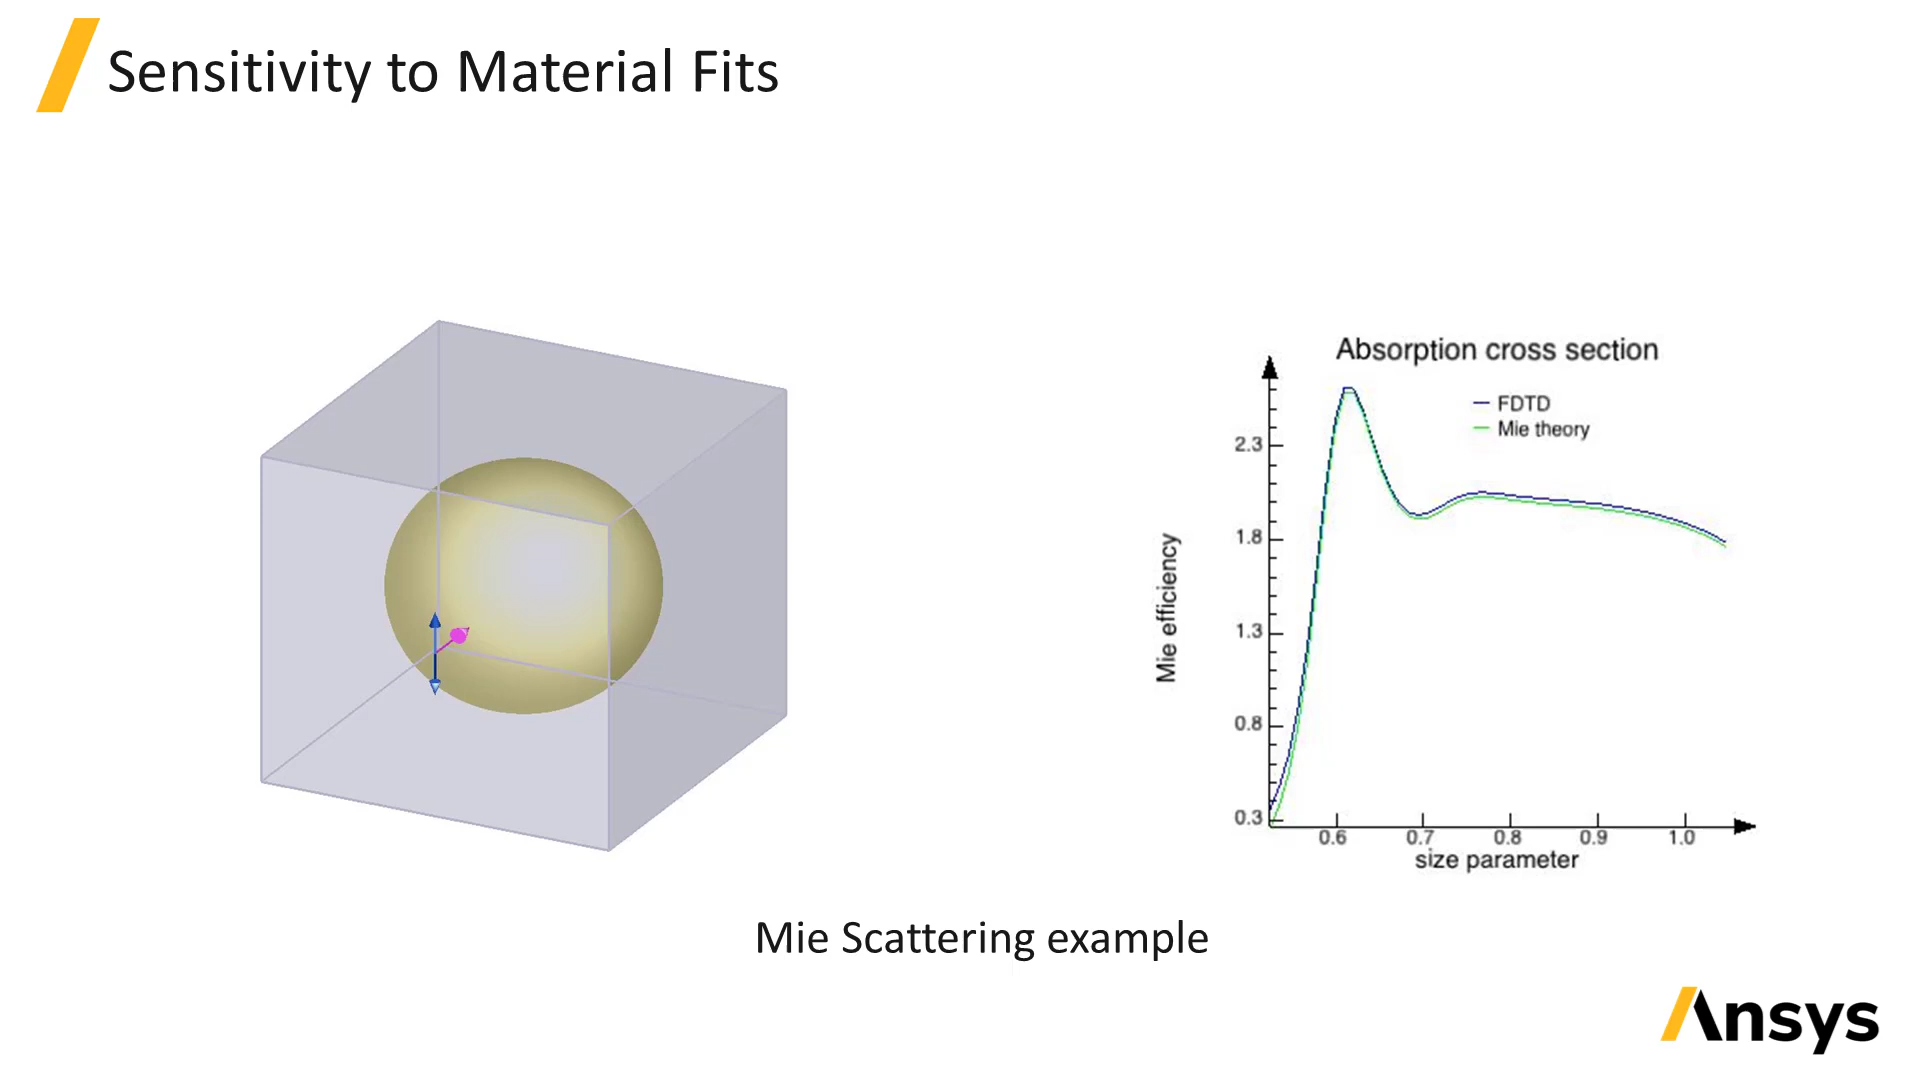 Sensitivity to Material Fits
Absorption cross section
FDTD
Mie theory
Mie efficiency
2.3
1.8
1.3
0.8
0.3
0.6 0.7 0.8 0.9 1.0
size parameter
Mie Scattering example
Ansys